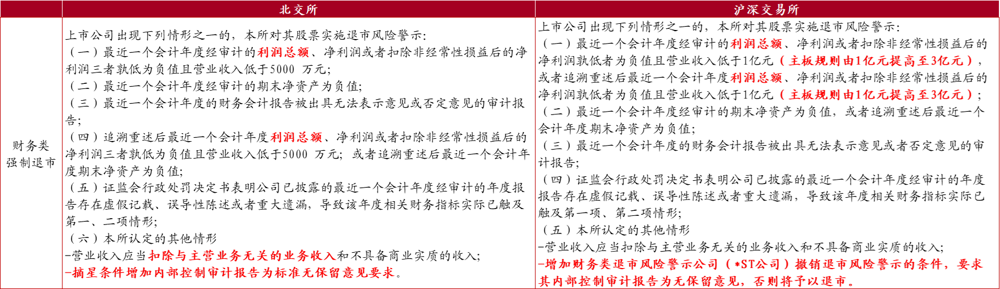 北交所
沪深交易所
财务类
强制退市
上市公司出现下列情形之一的，本所对其股票实施退市风险警示：
（一）最近一个会计年度经审计的利润总额、净利润或者扣除非经常性损益后的净
利润三者孰低为负值且营业收入低于5000 万元；
（二）最近一个会计年度经审计的期末净资产为负值；
（三）最近一个会计年度的财务会计报告被出具无法表示意见或否定意见的审计报
告；
（四）追溯重述后最近一个会计年度利润总额、净利润或者扣除非经常性损益后的
净利润三者孰低为负值且营业收入低于5000 万元；或者追溯重述后最近一个会计年
度期末净资产为负值；
（五）证监会行政处罚决定书表明公司已披露的最近一个会计年度经审计的年度报
告存在虚假记载、误导性陈述或者重大遗漏，导致该年度相关财务指标实际已触及
第一、二项情形；
（六）本所认定的其他情形
-营业收入应当扣除与主营业务无关的业务收入和不具备商业实质的收入；
-摘星条件增加内部控制审计报告为标准无保留意见要求。
上市公司出现下列情形之一的，本所对其股票实施退市风险警示：
（一）最近一个会计年度经审计的利润总额、净利润或者扣除非经常性损益后的
净利润孰低者为负值且营业收入低于1亿元（主板规则由1亿元提高至3亿元），
或者追溯重述后最近一个会计年度利润总额、净利润或者扣除非经常性损益后的
净利润孰低者为负值且营业收入低于1亿元（主板规则由1亿元提高至3亿元）；
（二）最近一个会计年度经审计的期末净资产为负值，或者追溯重述后最近一个
会计年度期末净资产为负值；
（三）最近一个会计年度的财务会计报告被出具无法表示意见或者否定意见的审
计报告；
（四）证监会行政处罚决定书表明公司已披露的最近一个会计年度经审计的年度
报告存在虚假记载、误导性陈述或者重大遗漏，导致该年度相关财务指标实际已
触及第一项、第二项情形；
（五）本所认定的其他情形
-营业收入应当扣除与主营业务无关的业务收入和不具备商业实质的收入；
-增加财务类退市风险警示公司（*ST公司）撤销退市风险警示的条件，要求
其内部控制审计报告为无保留意见，否则将予以退市。